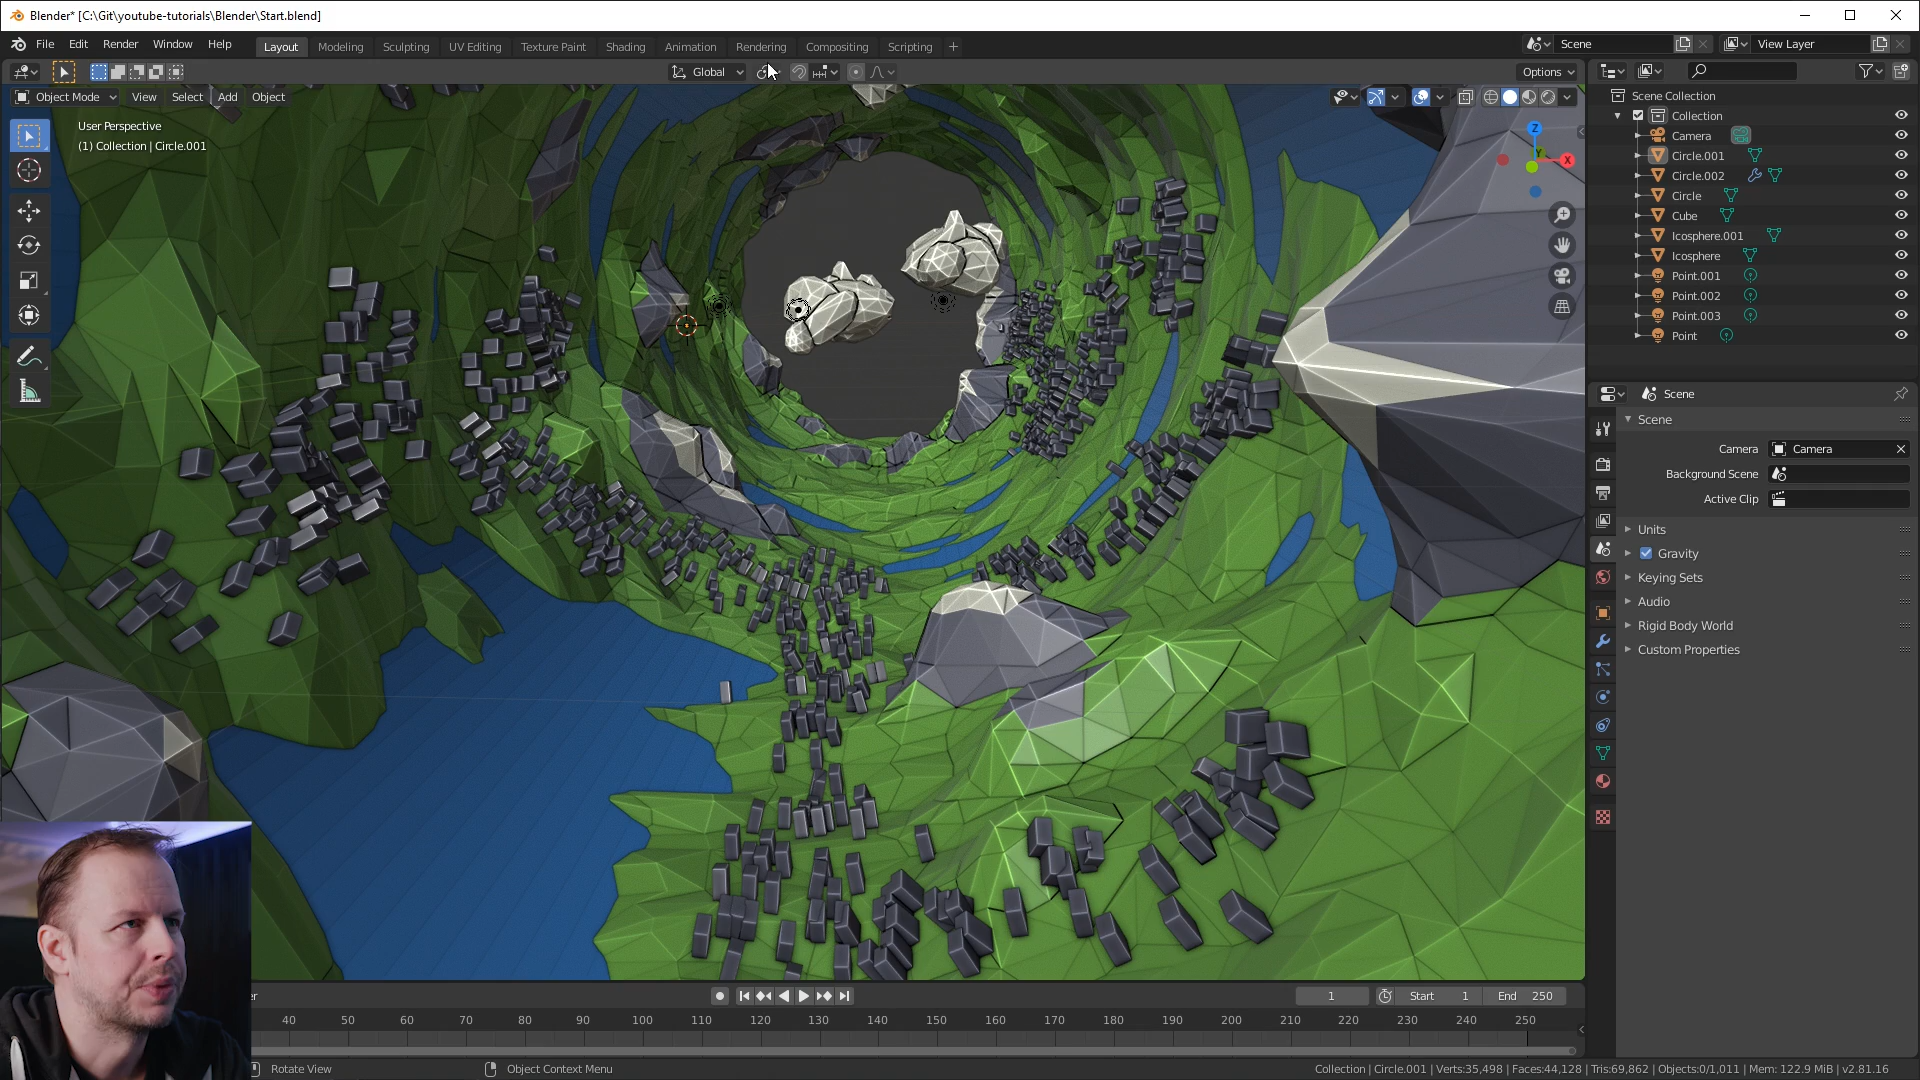 Blender* [C:\Git\youtube-tutorials\Blender\Start.blend]
File Edit Render Window Help
Layout Modeling Sculpting UV Editing Texture Paint Shading Animation Rendering Compositing Scripting +
Scene
View Layer
Global
Options
Object Mode View Select Add Object
User Perspective
(1) Collection | Circle.001
Z
X
Scene Collection
Collection
Camera
Circle.001
Circle.002
Circle
Cube
Icosphere.001
Icosphere
Point.001
Point.002
Point.003
Point
Scene
Scene
Camera Camera
Background Scene
Active Clip
Units
Gravity
Keying Sets
Audio
Rigid Body World
Custom Properties
er
1 Start 1 End 250
40 50 60 70 80 90 100 110 120 130 140 150 160 170 180 190 200 210 220 230 240 250
Rotate View
Object Context Menu
Collection | Circle.001 | Verts:35,498 | Faces:44,128 | Tris:69,862 | Objects:0/1,011 | Mem: 122.9 MiB | v2.81.16